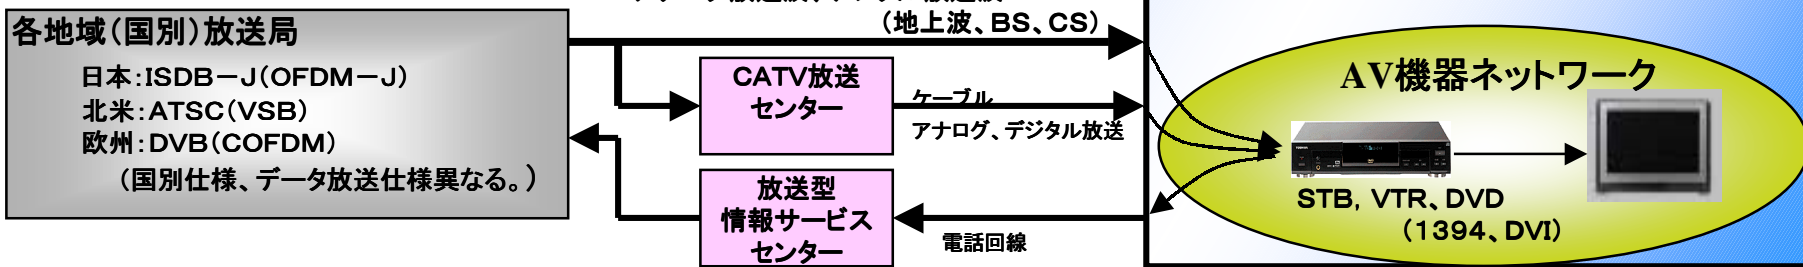 各地域(国別)放送局
日本:ISDB-J(OFDM-J)
北米:ATSC(VSB)
欧州:DVB(COFDM)
(国別仕様、データ放送仕様異なる。)
(地上波、BS、CS)
CATV放送
センター
ケーブル
アナログ、デジタル放送
放送型
情報サービス
センター
電話回線
AV機器ネットワーク
STB, VTR、DVD
(1394、DVI)